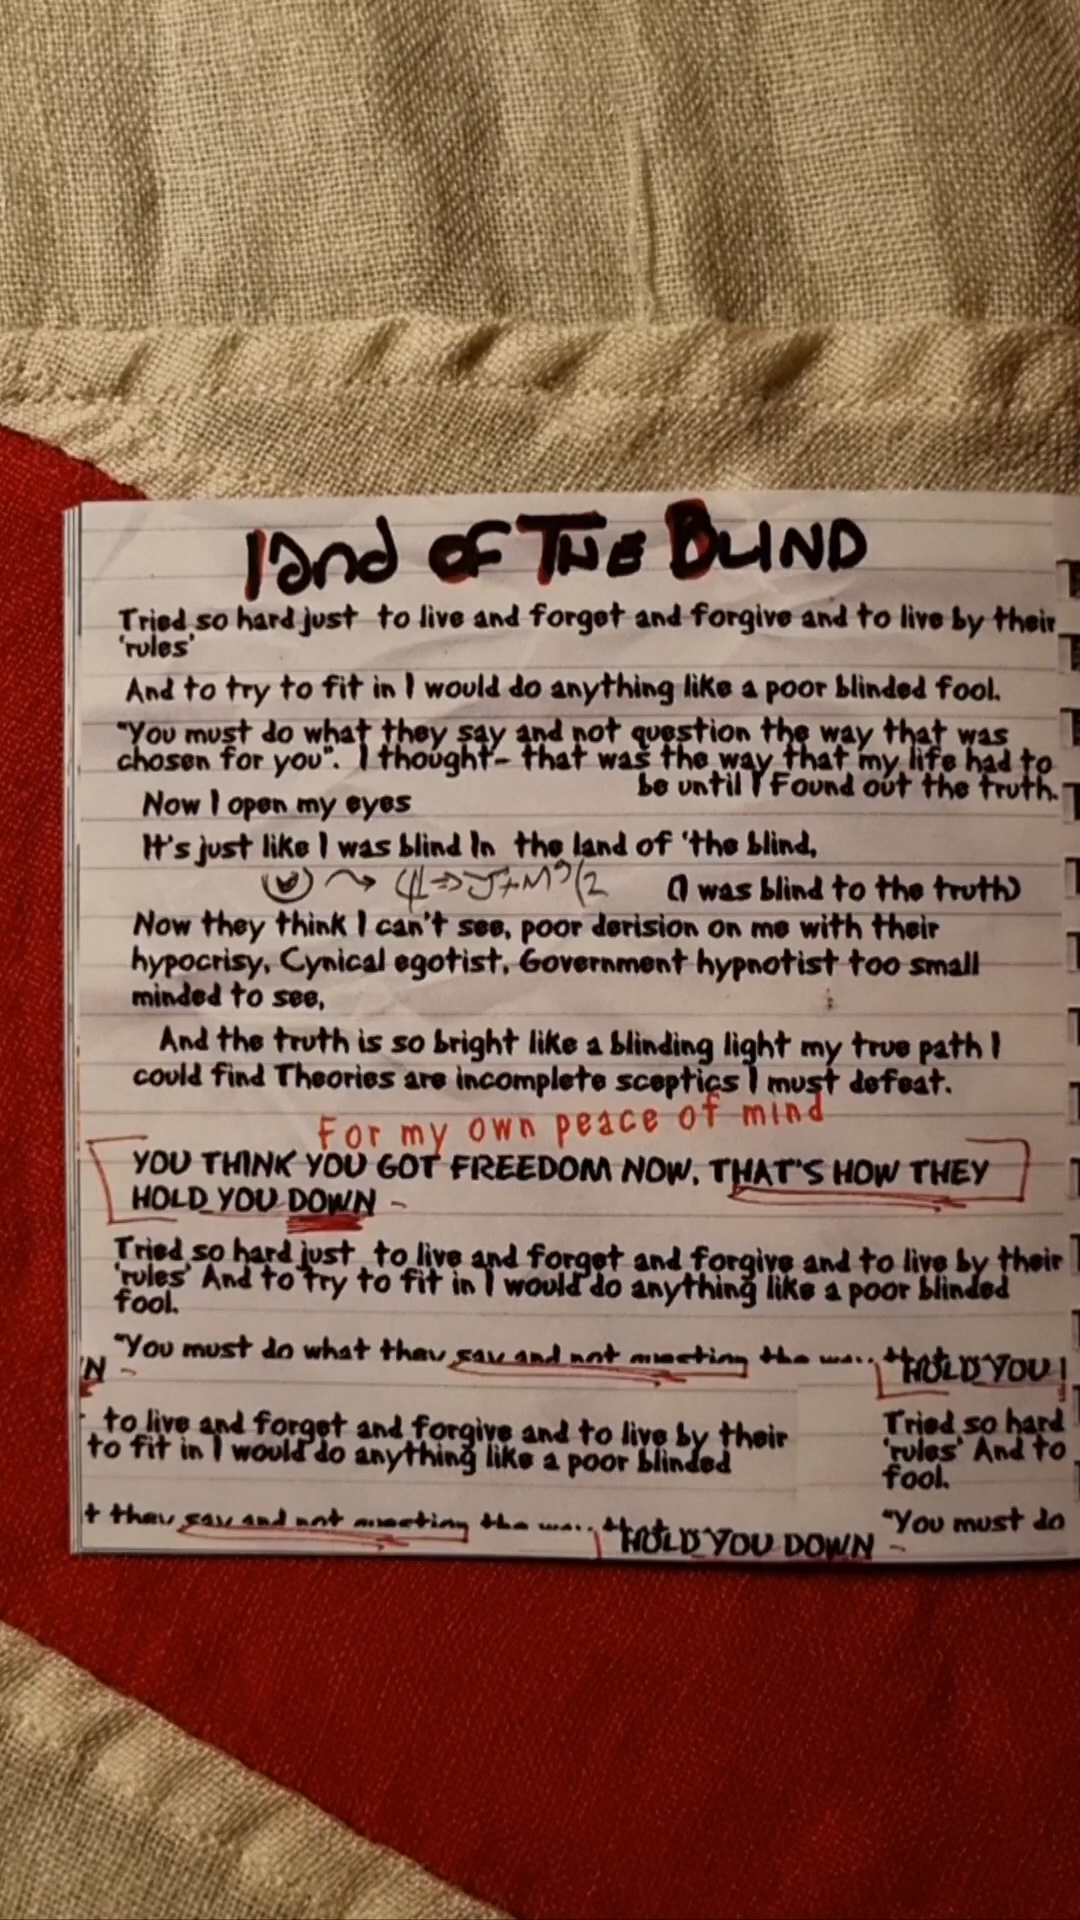 Land OF THE BLIND
Tried so hard just to live and forget and forgive and to live by their
'rules'
And to try to fit in I would do anything like a poor blinded fool.
"You must do what they say and not question the way that was
chosen for you". I thought- that was the way that my life had to
be until I Found out the truth.
Now I open my eyes
It's just like I was blind In the land of 'the blind,
(I was blind to the truth)
Now they think I can't see, poor derision on me with their
hypocrisy, Cynical egotist, Government hypnotist too small
minded to see,
And the truth is so bright like a blinding light my true path I
could find Theories are incomplete sceptics I must defeat.
For my own peace of mind
YOU THINK YOU GOT FREEDOM NOW, THAT'S HOW THEY
HOLD YOU DOWN -
Tried so hard just to live and forget and forgive and to live by their
'rules' And to try to fit in I would do anything like a poor blinded
fool.
"You must do what they say and not the HOLD YOU
N -
to live and forget and forgive and to live by their Tried so hard
to fit in I would do anything like a poor blinded 'rules' And to
fool.
t they say and not the HOLD YOU DOWN - "You must do